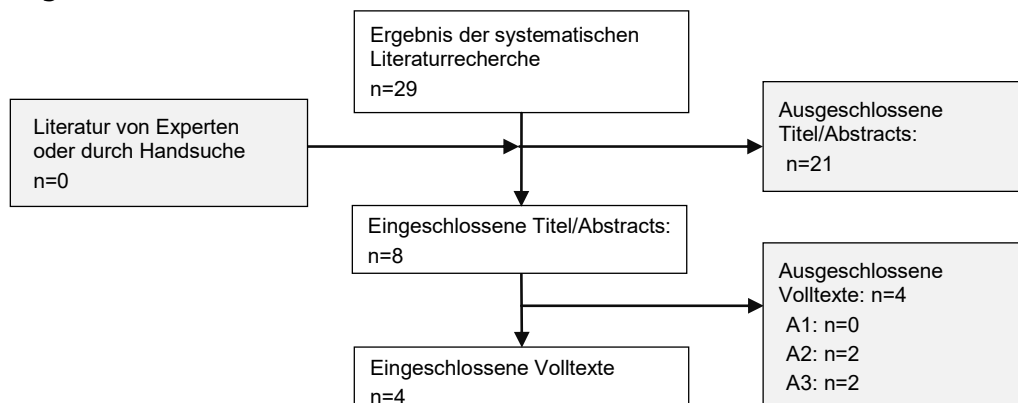 Ergebnis der systematischen
Literaturrecherche
n=29
Literatur von Experten
oder durch Handsuche
n=0
Ausgeschlossene
Titel/Abstracts:
n=21
Eingeschlossene Titel/Abstracts:
n=8
Ausgeschlossene
Volltexte: n=4
A1: n=0
A2: n=2
A3: n=2
Eingeschlossene Volltexte
n=4